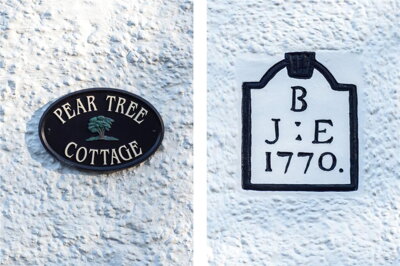 PEAR TREE
COTTAGE
B
J : E
1770.